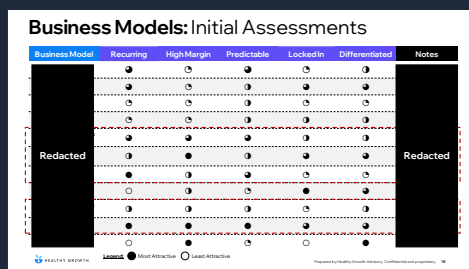 Business Models: Initial Assessments
Business Model Recurring High Margin Predictable Locked In Differentiated Notes
Redacted Redacted
HEALTHY GROWTH Legend: Most Attractive Least Attractive Prepared by Healthy Growth Advisory. Confidential and proprietary. 16